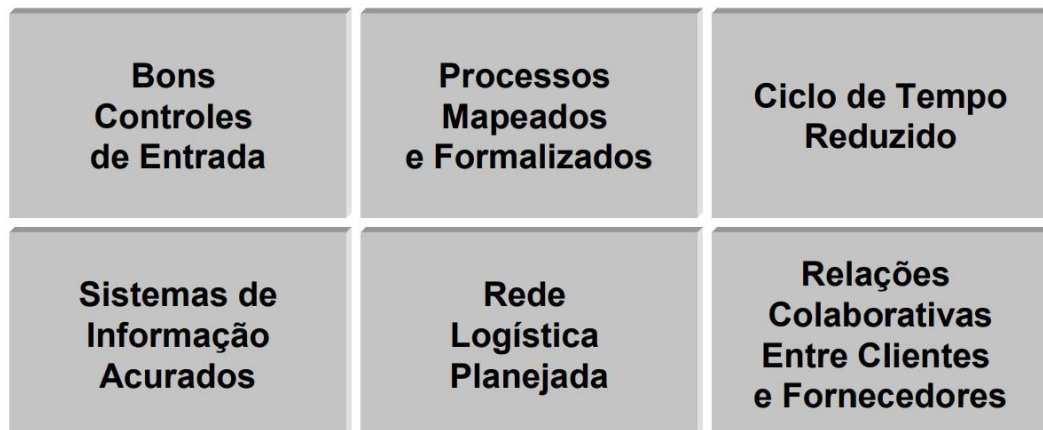 Bons
Controles
de Entrada
Processos
Mapeados
e Formalizados
Ciclo de Tempo
Reduzido
Sistemas de
Informação
Acurados
Rede
Logística
Planejada
Relações
Colaborativas
Entre Clientes
e Fornecedores